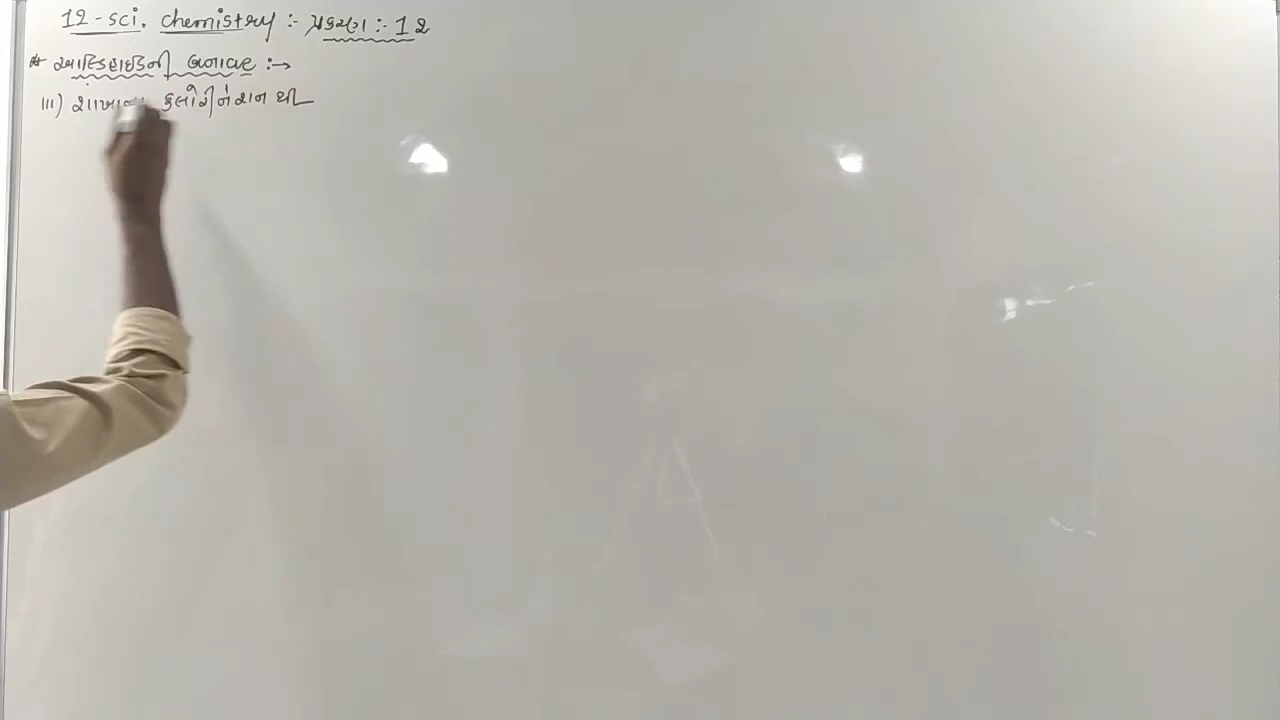 12-sci. chemistry :- પ્રકરણ :- 12
* આલ્ડિહાઇડની બનાવટ :→
III) ક્લોરીનેશન થી